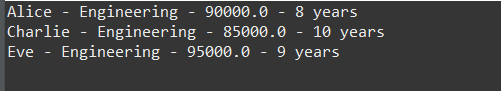 Alice - Engineering - 90000.0 - 8 years
Charlie - Engineering - 85000.0 - 10 years
Eve - Engineering - 95000.0 - 9 years